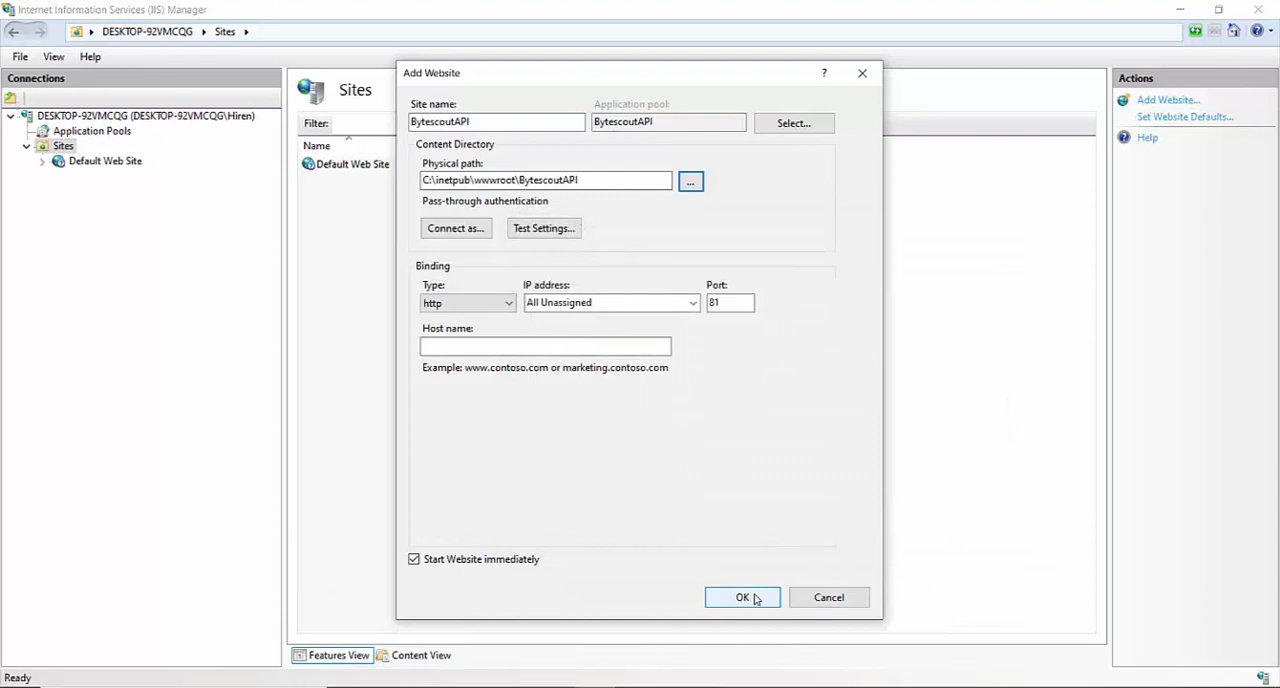 Internet Information Services (IIS) Manager
DESKTOP-92VMCQG Sites
File View Help
Connections
DESKTOP-92VMCQG (DESKTOP-92VMCQG\Hiren)
Application Pools
Sites
Default Web Site
Sites
Filter:
Name
Default Web Site
Add Website
?
Site name: Application pool:
BytescoutAPI BytescoutAPI Select...
Content Directory
Physical path:
C:\inetpub\wwwroot\BytescoutAPI ...
Pass-through authentication
Connect as... Test Settings...
Binding
Type: IP address: Port:
http All Unassigned 81
Host name:
Example: www.contoso.com or marketing.contoso.com
Start Website immediately
OK Cancel
Features View Content View
Actions
Add Website...
Set Website Defaults...
Help
Ready